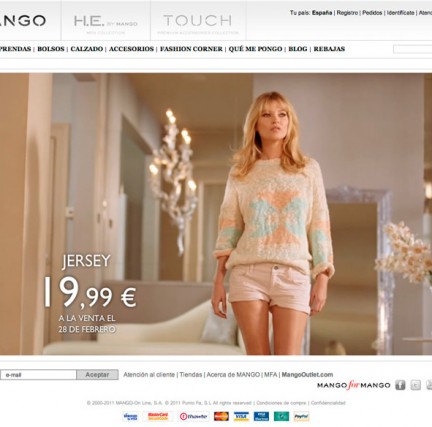 ANGO H.E. BY MANGO TOUCH
Tu país: España | Registro | Pedidos | Identifícate | Aten
PRENDAS | BOLSOS | CALZADO | ACCESORIOS | FASHION CORNER | QUÉ ME PONGO | BLOG | REBAJAS
JERSEY
19,99 €
A LA VENTA EL
28 DE FEBRERO
e-mail Aceptar Atención al cliente | Tiendas | Acerca de MANGO | MFA | MangoOutlet.com
MANGO for MANGO
© 2000-2011 MANGO-On Line, S.A. © 2011 Punto Fa, S.L. All rights reserved | Condiciones de compra | Confidencialidad
VISA PayPal